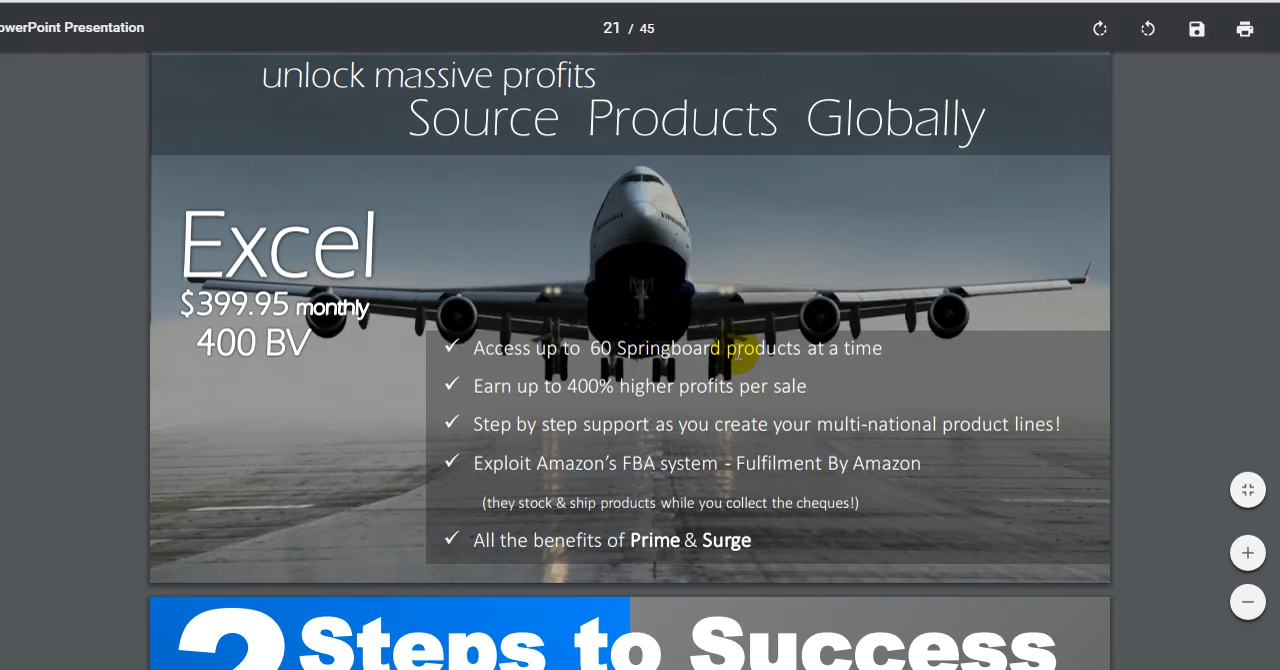 owerPoint Presentation
21 / 45
unlock massive profits
Source Products Globally
Excel
$399.95 monthly
400 BV
✓ Access up to 60 Springboard products at a time
✓ Earn up to 400% higher profits per sale
✓ Step by step support as you create your multi-national product lines!
✓ Exploit Amazon’s FBA system - Fulfilment By Amazon
(they stock & ship products while you collect the cheques!)
✓ All the benefits of Prime & Surge
3 Steps to Success